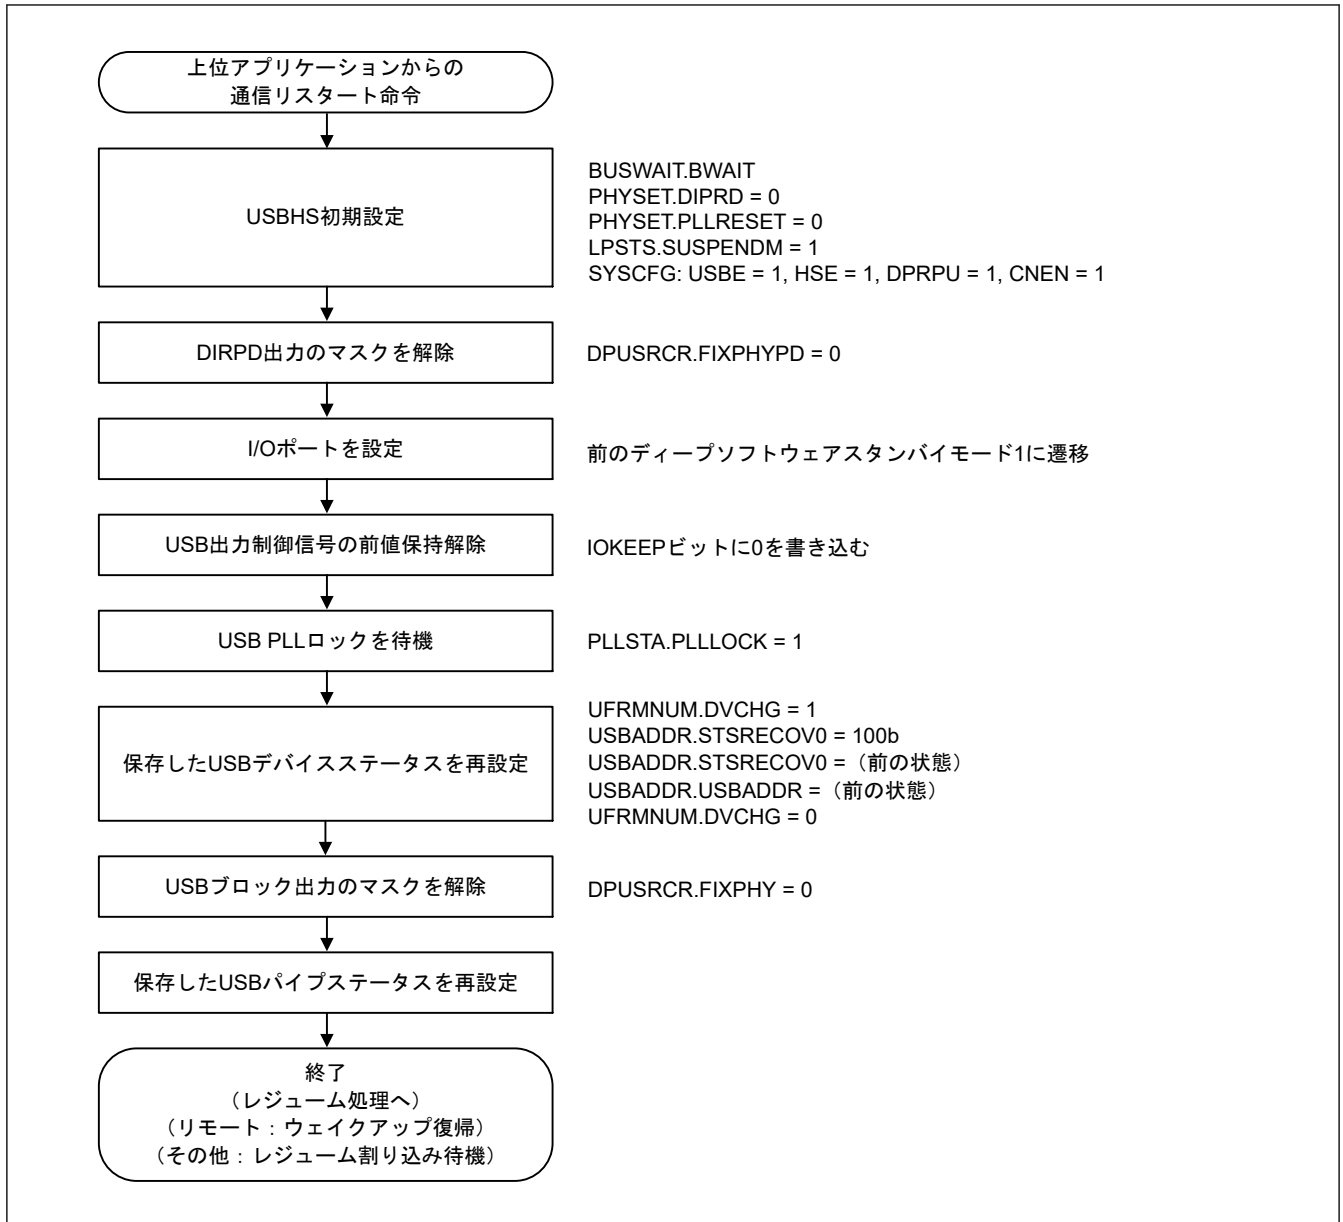 上位アプリケーションからの
通信リスタート命令
USBHS初期設定
BUSWAIT.BWAIT
PHYSET.DIPRD = 0
PHYSET.PLLRESET = 0
LPSTS.SUSPENDM = 1
SYSCFG: USBE = 1, HSE = 1, DPRPU = 1, CNEN = 1
DIRPD出力のマスクを解除
DPUSRCR.FIXPHYPD = 0
I/Oポートを設定
前のディープソフトウェアスタンバイモード1に遷移
USB出力制御信号の前値保持解除
IOKEEPビットに0を書き込む
USB PLLロックを待機
PLLSTA.PLLLOCK = 1
保存したUSBデバイスステータスを再設定
UFRMNUM.DVCHG = 1
USBADDR.STSRECOV0 = 100b
USBADDR.STSRECOV0 =（前の状態）
USBADDR.USBADDR =（前の状態）
UFRMNUM.DVCHG = 0
USBブロック出力のマスクを解除
DPUSRCR.FIXPHY = 0
保存したUSBパイプステータスを再設定
終了
（レジューム処理へ）
（リモート：ウェイクアップ復帰）
（その他：レジューム割り込み待機）